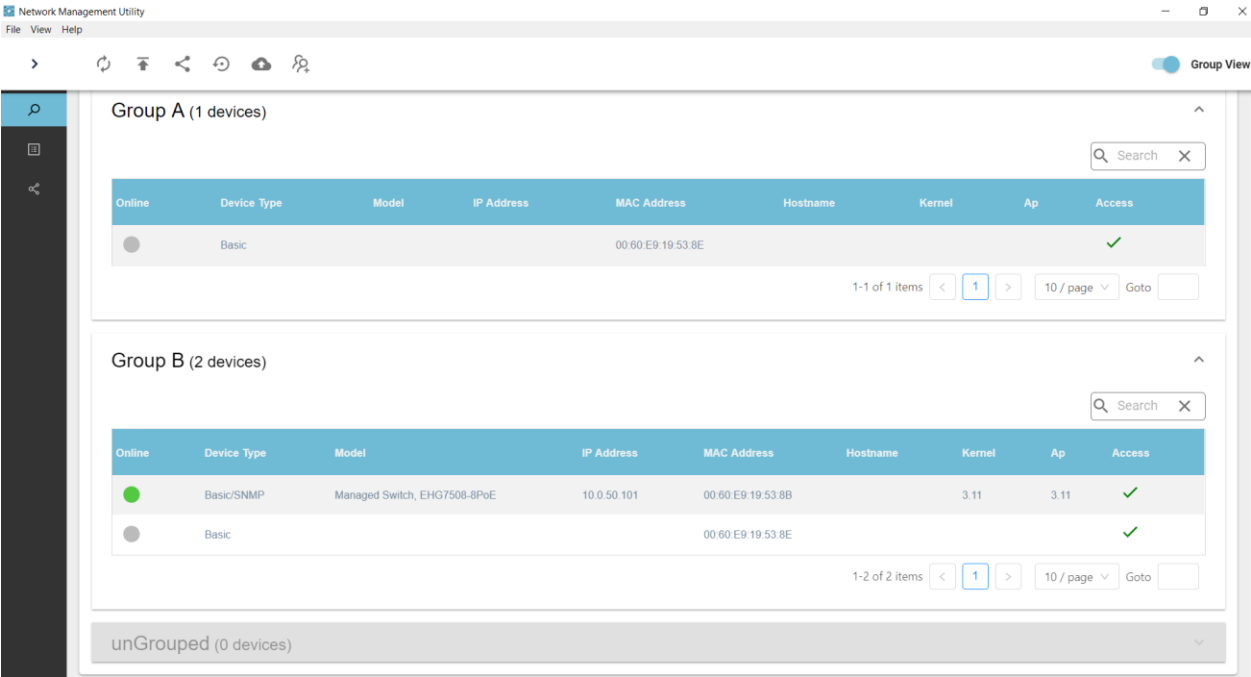 Network Management Utility
File View Help
Group View
Group A (1 devices)
Search
Online Device Type Model IP Address MAC Address Hostname Kernel Ap Access
Basic 00:60:E9:19:53:8E
1-1 of 1 items < 1 > 10 / page Goto
Group B (2 devices)
Search
Online Device Type Model IP Address MAC Address Hostname Kernel Ap Access
Basic/SNMP Managed Switch, EHG7508-8PoE 10.0.50.101 00:60:E9:19:53:8B 3.11 3.11
Basic 00:60:E9:19:53:8E
1-2 of 2 items < 1 > 10 / page Goto
unGrouped (0 devices)